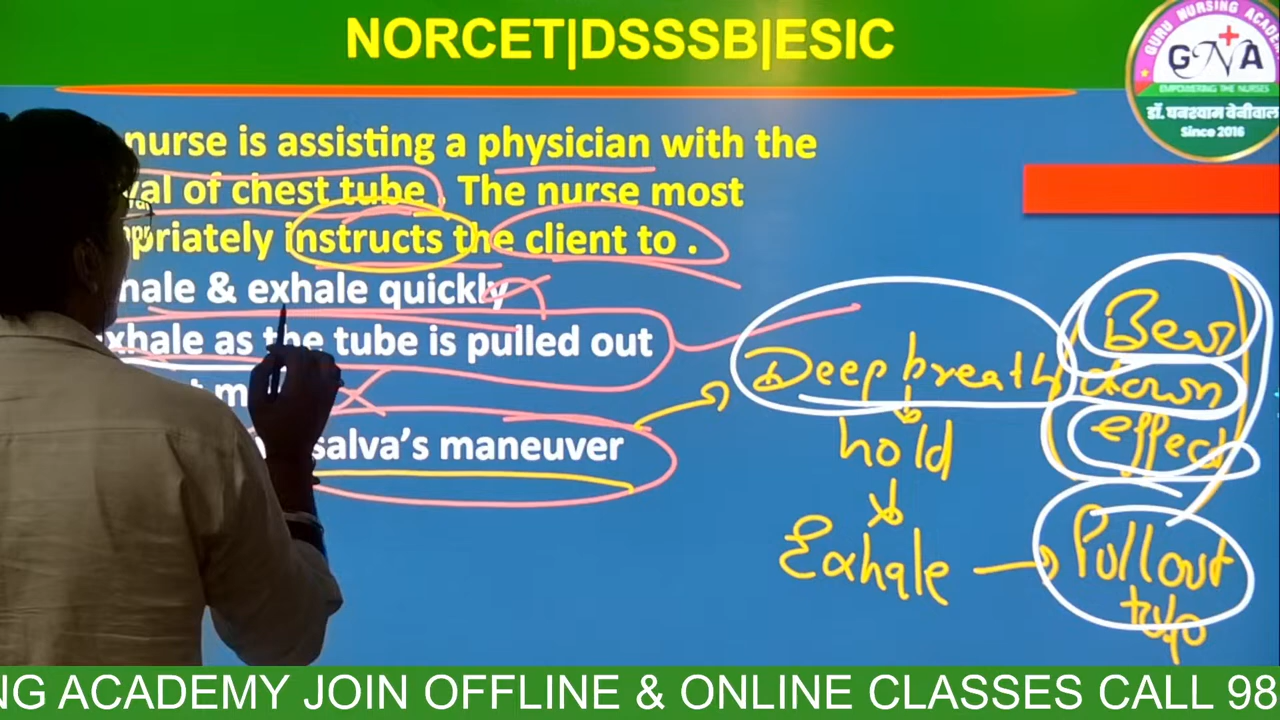 NORCET|DSSSB|ESIC
GURU NURSING ACADEMY
GNA
EMPOWERING THE NURSES
डॉ. घनश्याम बेनीवाल
Since 2016
nurse is assisting a physician with the
val of chest tube. The nurse most
priately instructs the client to .
hale & exhale quickly
xhale as the tube is pulled out
salva's maneuver
Deep breath
hold
Exhale
Bear
down
effect
Pull out
NG ACADEMY JOIN OFFLINE & ONLINE CLASSES CALL 98